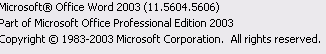 Microsoft® Office Word 2003 (11.5604.5606)
Part of Microsoft Office Professional Edition 2003
Copyright © 1983-2003 Microsoft Corporation.  All rights reserved.